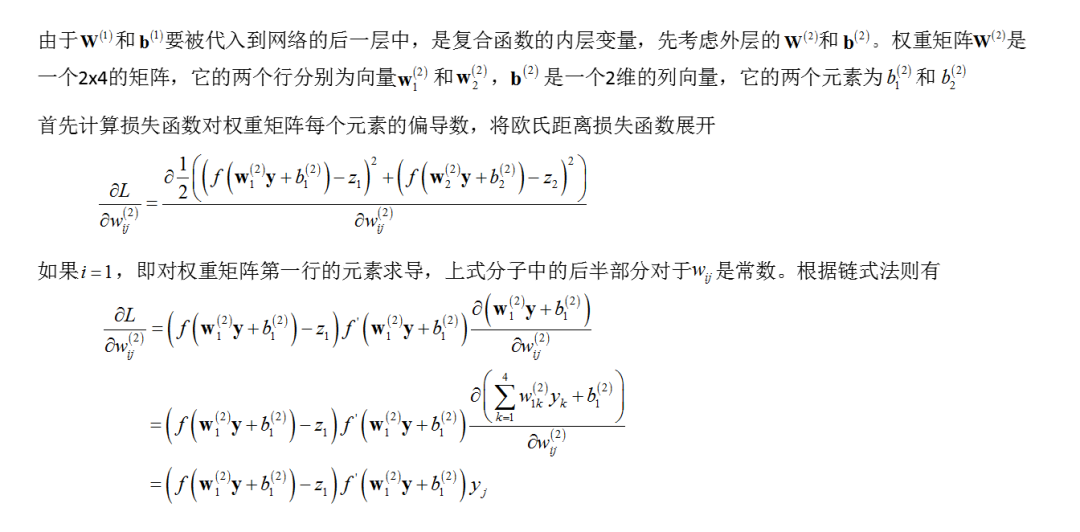 由于 $\mathbf{W}^{(1)}$ 和 $\mathbf{b}^{(1)}$ 要被代入到网络的后一层中，是复合函数的内层变量，先考虑外层的 $\mathbf{W}^{(2)}$ 和 $\mathbf{b}^{(2)}$。权重矩阵 $\mathbf{W}^{(2)}$ 是
一个2x4的矩阵，它的两个行分别为向量 $\mathbf{w}_1^{(2)}$ 和 $\mathbf{w}_2^{(2)}$，$\mathbf{b}^{(2)}$ 是一个2维的列向量，它的两个元素为 $b_1^{(2)}$ 和 $b_2^{(2)}$
首先计算损失函数对权重矩阵每个元素的偏导数，将欧氏距离损失函数展开
$\frac{\partial L}{\partial w_{ij}^{(2)}} = \frac{\partial \frac{1}{2}\left(\left(f\left(\mathbf{w}_1^{(2)}\mathbf{y}+b_1^{(2)}\right)-z_1\right)^2+\left(f\left(\mathbf{w}_2^{(2)}\mathbf{y}+b_2^{(2)}\right)-z_2\right)^2\right)}{\partial w_{ij}^{(2)}}$
如果 $i=1$，即对权重矩阵第一行的元素求导，上式分子中的后半部分对于 $w_{ij}$ 是常数。根据链式法则有
$\frac{\partial L}{\partial w_{ij}^{(2)}} = \left(f\left(\mathbf{w}_1^{(2)}\mathbf{y}+b_1^{(2)}\right)-z_1\right)f'\left(\mathbf{w}_1^{(2)}\mathbf{y}+b_1^{(2)}\right)\frac{\partial\left(\mathbf{w}_1^{(2)}\mathbf{y}+b_1^{(2)}\right)}{\partial w_{ij}^{(2)}}$
$=\left(f\left(\mathbf{w}_1^{(2)}\mathbf{y}+b_1^{(2)}\right)-z_1\right)f'\left(\mathbf{w}_1^{(2)}\mathbf{y}+b_1^{(2)}\right)\frac{\partial\left(\sum_{k=1}^{4}w_{1k}^{(2)}y_k+b_1^{(2)}\right)}{\partial w_{ij}^{(2)}}$
$=\left(f\left(\mathbf{w}_1^{(2)}\mathbf{y}+b_1^{(2)}\right)-z_1\right)f'\left(\mathbf{w}_1^{(2)}\mathbf{y}+b_1^{(2)}\right)y_j$